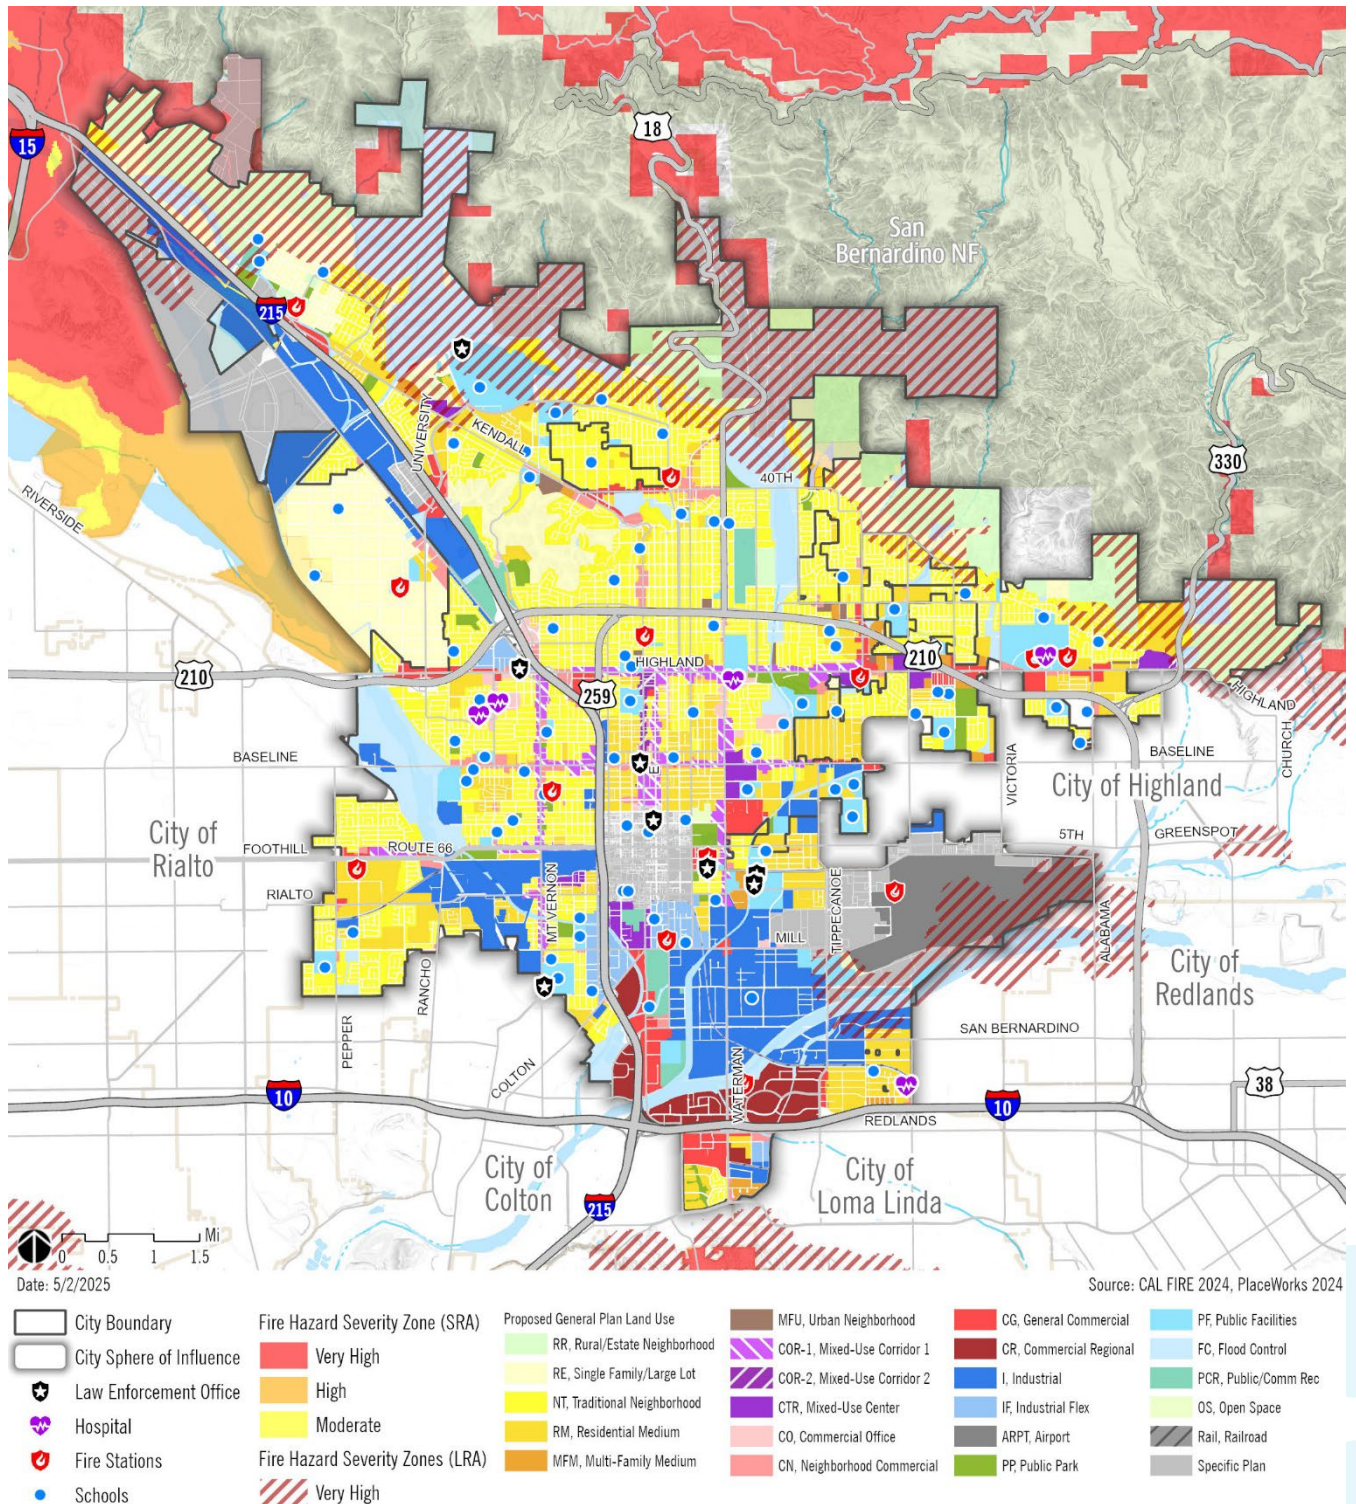 18
15
San
Bernardino NF
215
UNIVERSITY
KENDALL
40TH
330
RIVERSIDE
210
HIGHLAND
210
259
HIGHLAND
BASELINE
E
VICTORIA
BASELINE
CHURCH
City of Highland
City of
Rialto
FOOTHILL
ROUTE 66
5TH
GREENSPOT
RIALTO
MT VERNON
TIPPECANOE
MILL
ALABAMA
RANCHO
City of
Redlands
PEPPER
SAN BERNARDINO
COLTON
WATERMAN
38
10
10
REDLANDS
City of
Colton
City of
Loma Linda
215
Mi
0 0.5 1 1.5
Date: 5/2/2025
Source: CAL FIRE 2024, PlaceWorks 2024
City Boundary
City Sphere of Influence
Law Enforcement Office
Hospital
Fire Stations
Schools
Fire Hazard Severity Zone (SRA)
Very High
High
Moderate
Fire Hazard Severity Zones (LRA)
Very High
Proposed General Plan Land Use
RR, Rural/Estate Neighborhood
RE, Single Family/Large Lot
NT, Traditional Neighborhood
RM, Residential Medium
MFM, Multi-Family Medium
MFU, Urban Neighborhood
COR-1, Mixed-Use Corridor 1
COR-2, Mixed-Use Corridor 2
CTR, Mixed-Use Center
CO, Commercial Office
CN, Neighborhood Commercial
CG, General Commercial
CR, Commercial Regional
I, Industrial
IF, Industrial Flex
ARPT, Airport
PP, Public Park
PF, Public Facilities
FC, Flood Control
PCR, Public/Comm Rec
OS, Open Space
Rail, Railroad
Specific Plan